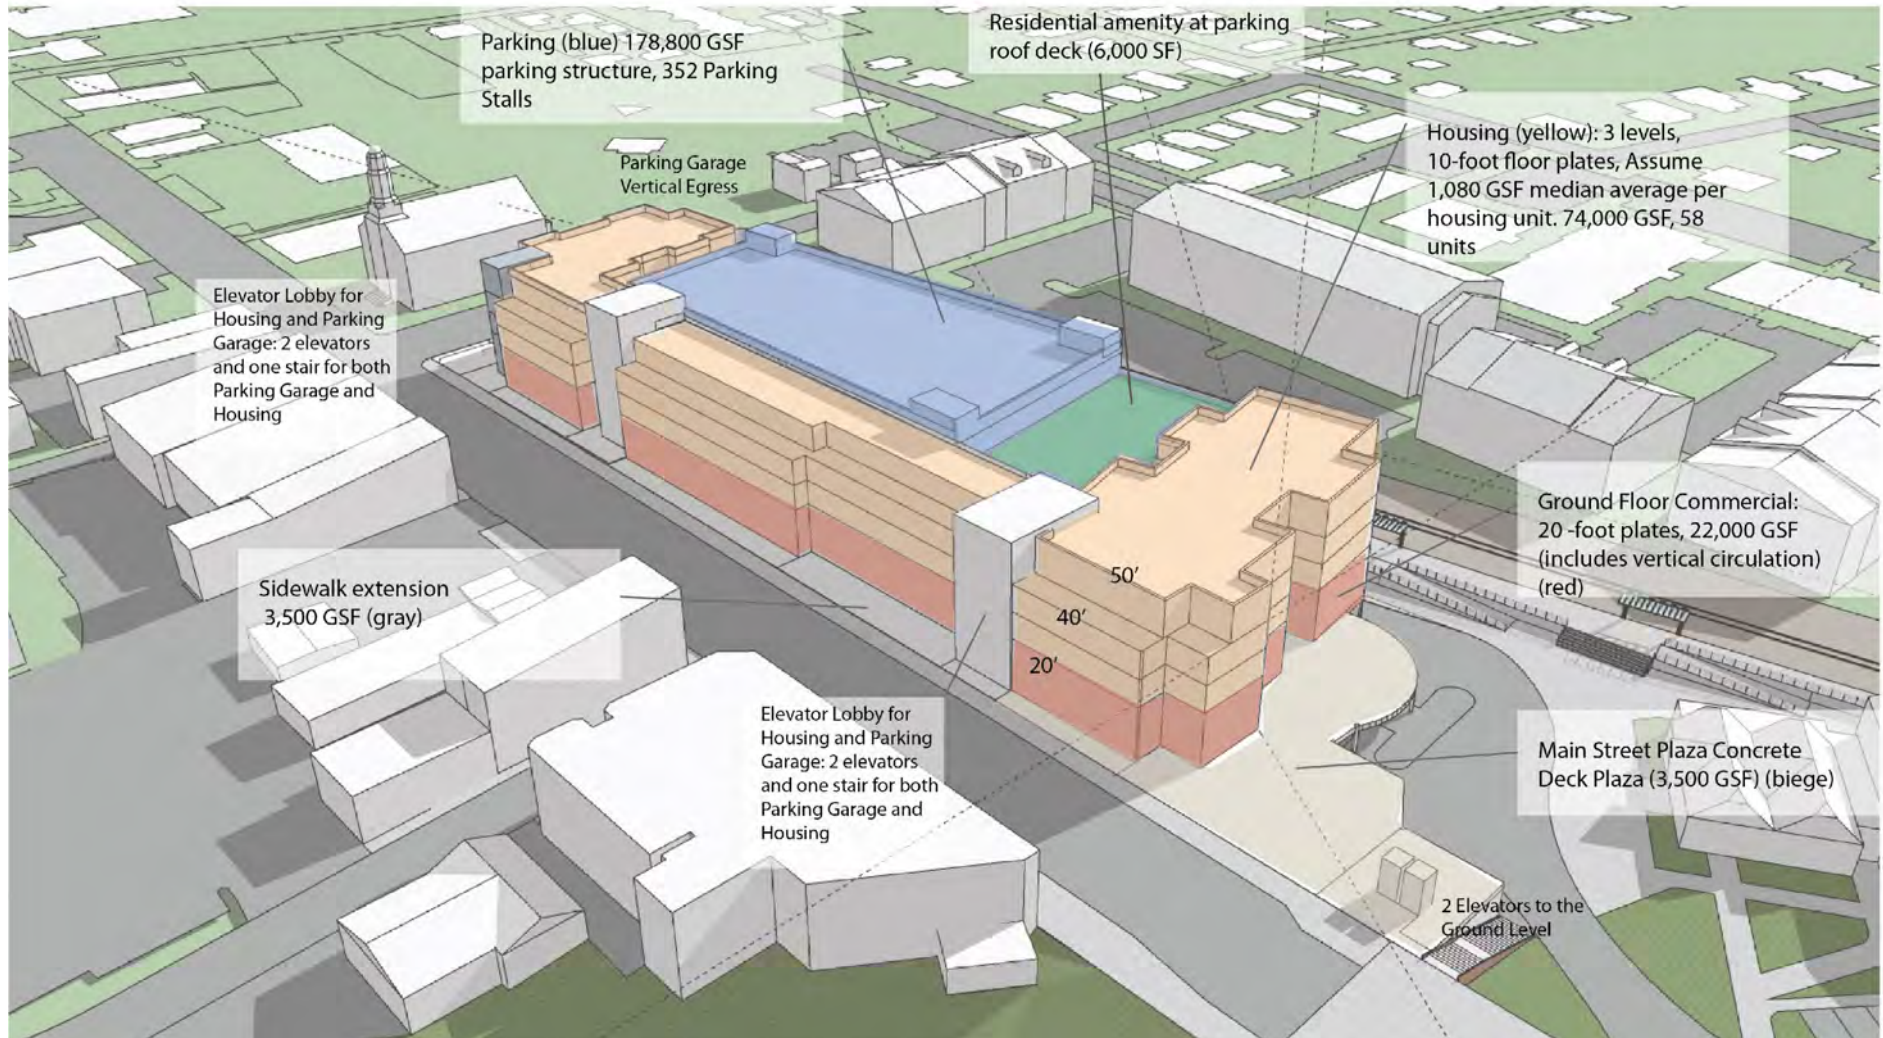 Parking (blue) 178,800 GSF
parking structure, 352 Parking
Stalls
Residential amenity at parking
roof deck (6,000 SF)
Housing (yellow): 3 levels,
10-foot floor plates, Assume
1,080 GSF median average per
housing unit. 74,000 GSF, 58
units
Parking Garage
Vertical Egress
Elevator Lobby for
Housing and Parking
Garage: 2 elevators
and one stair for both
Parking Garage and
Housing
Ground Floor Commercial:
20 -foot plates, 22,000 GSF
(includes vertical circulation)
(red)
Sidewalk extension
3,500 GSF (gray)
50'
40'
20'
Elevator Lobby for
Housing and Parking
Garage: 2 elevators
and one stair for both
Parking Garage and
Housing
Main Street Plaza Concrete
Deck Plaza (3,500 GSF) (biege)
2 Elevators to the
Ground Level